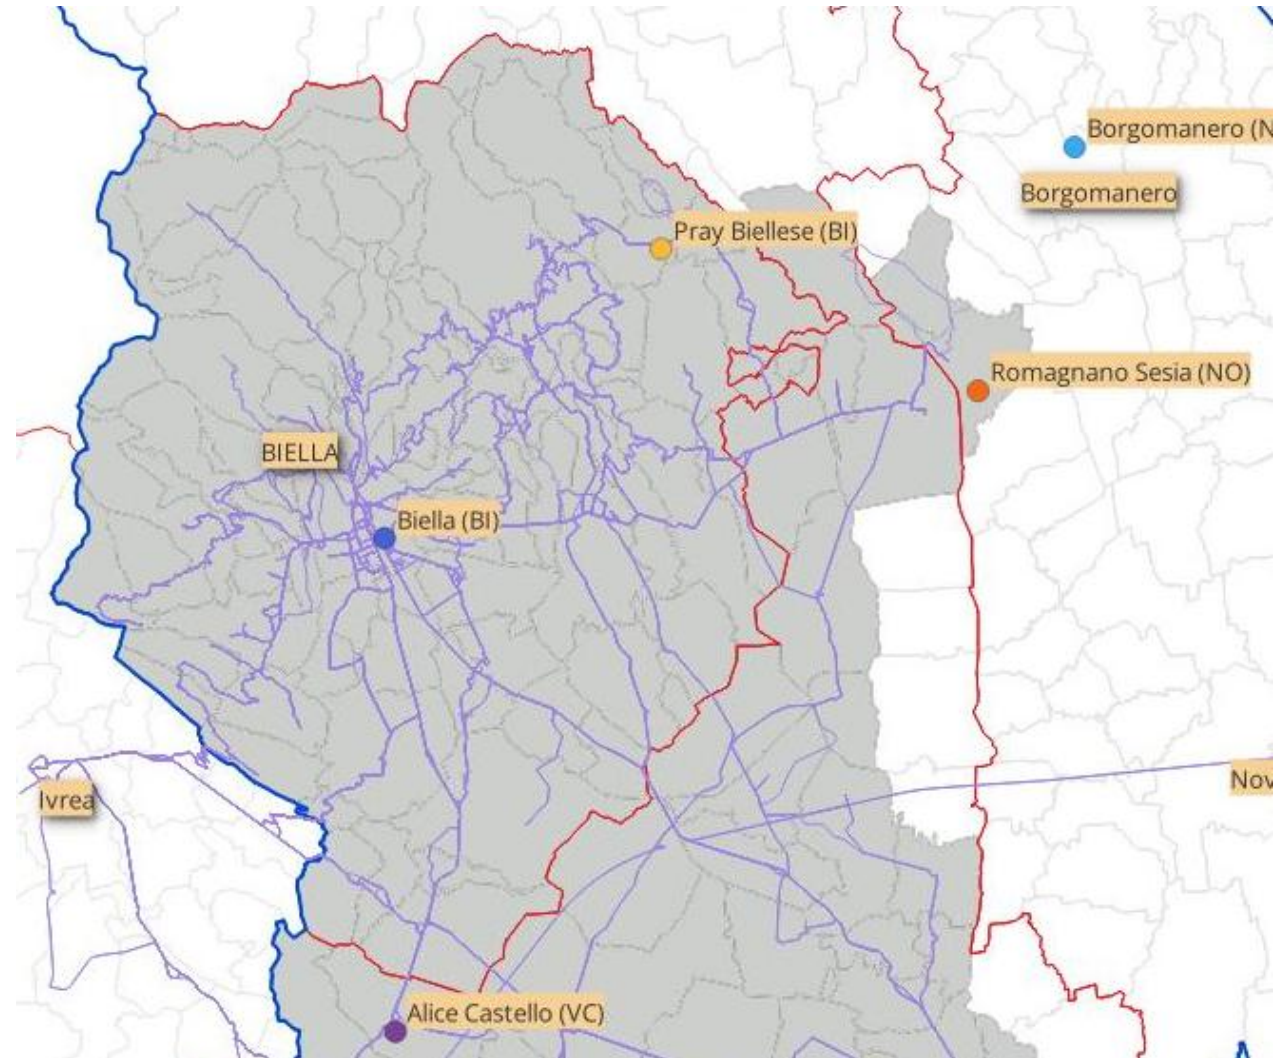 Borgomanero (N
Borgomanero
Pray Biellese (BI)
Romagnano Sesia (NO)
BIELLA
Biella (BI)
Nov
Ivrea
Alice Castello (VC)